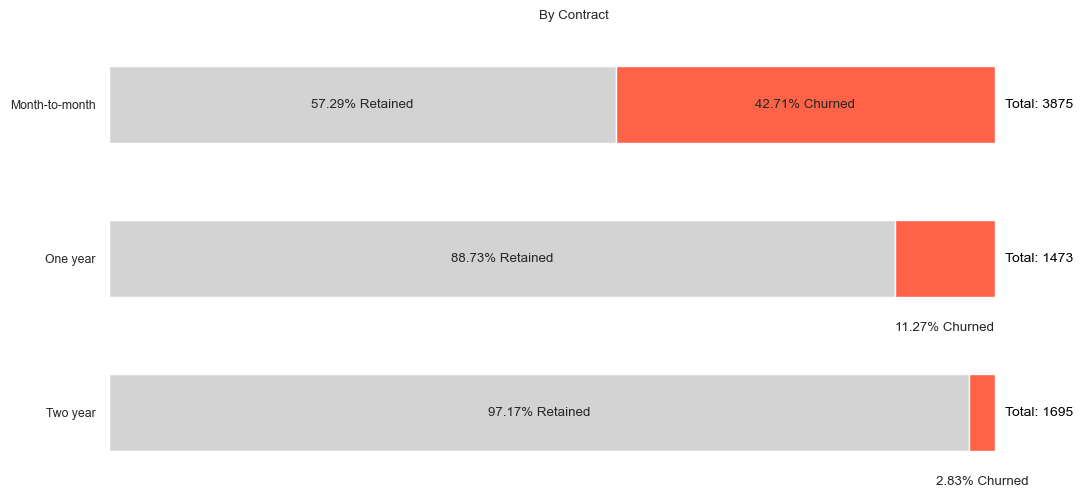 By Contract
Month-to-month
57.29% Retained
42.71% Churned
Total: 3875
One year
88.73% Retained
Total: 1473
11.27% Churned
Two year
97.17% Retained
Total: 1695
2.83% Churned